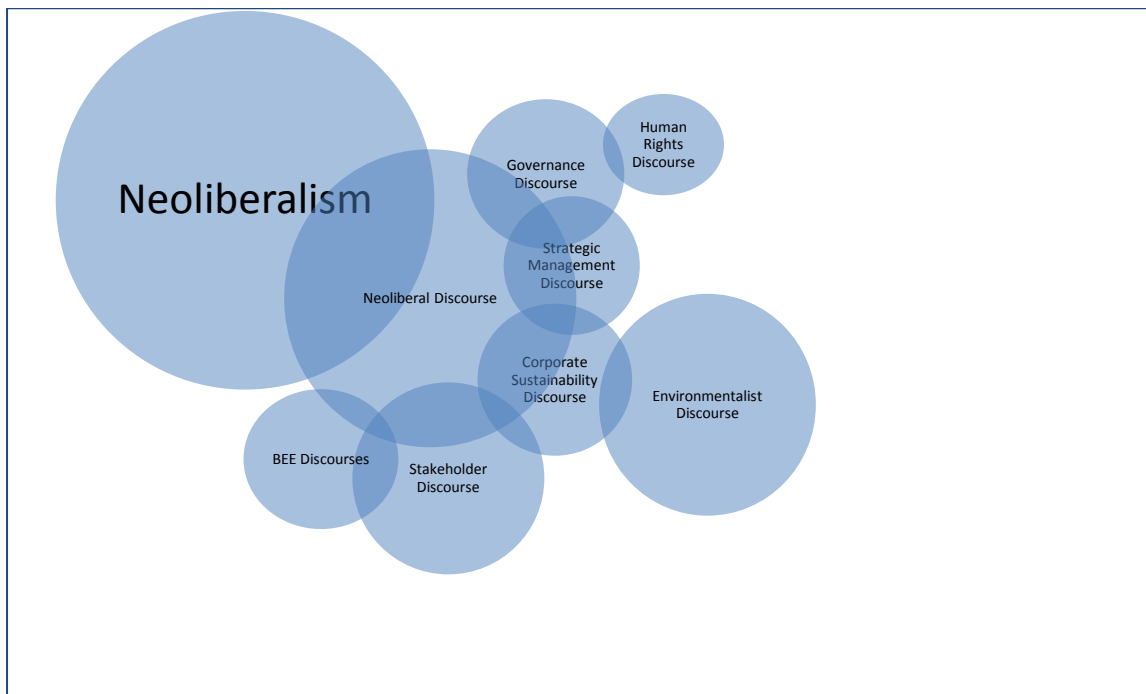 Neoliberalism
Human
Rights
Discourse
Governance
Discourse
Strategic
Management
Discourse
Neoliberal Discourse
Corporate
Sustainability
Discourse
Environmentalist
Discourse
BEE Discourses
Stakeholder
Discourse